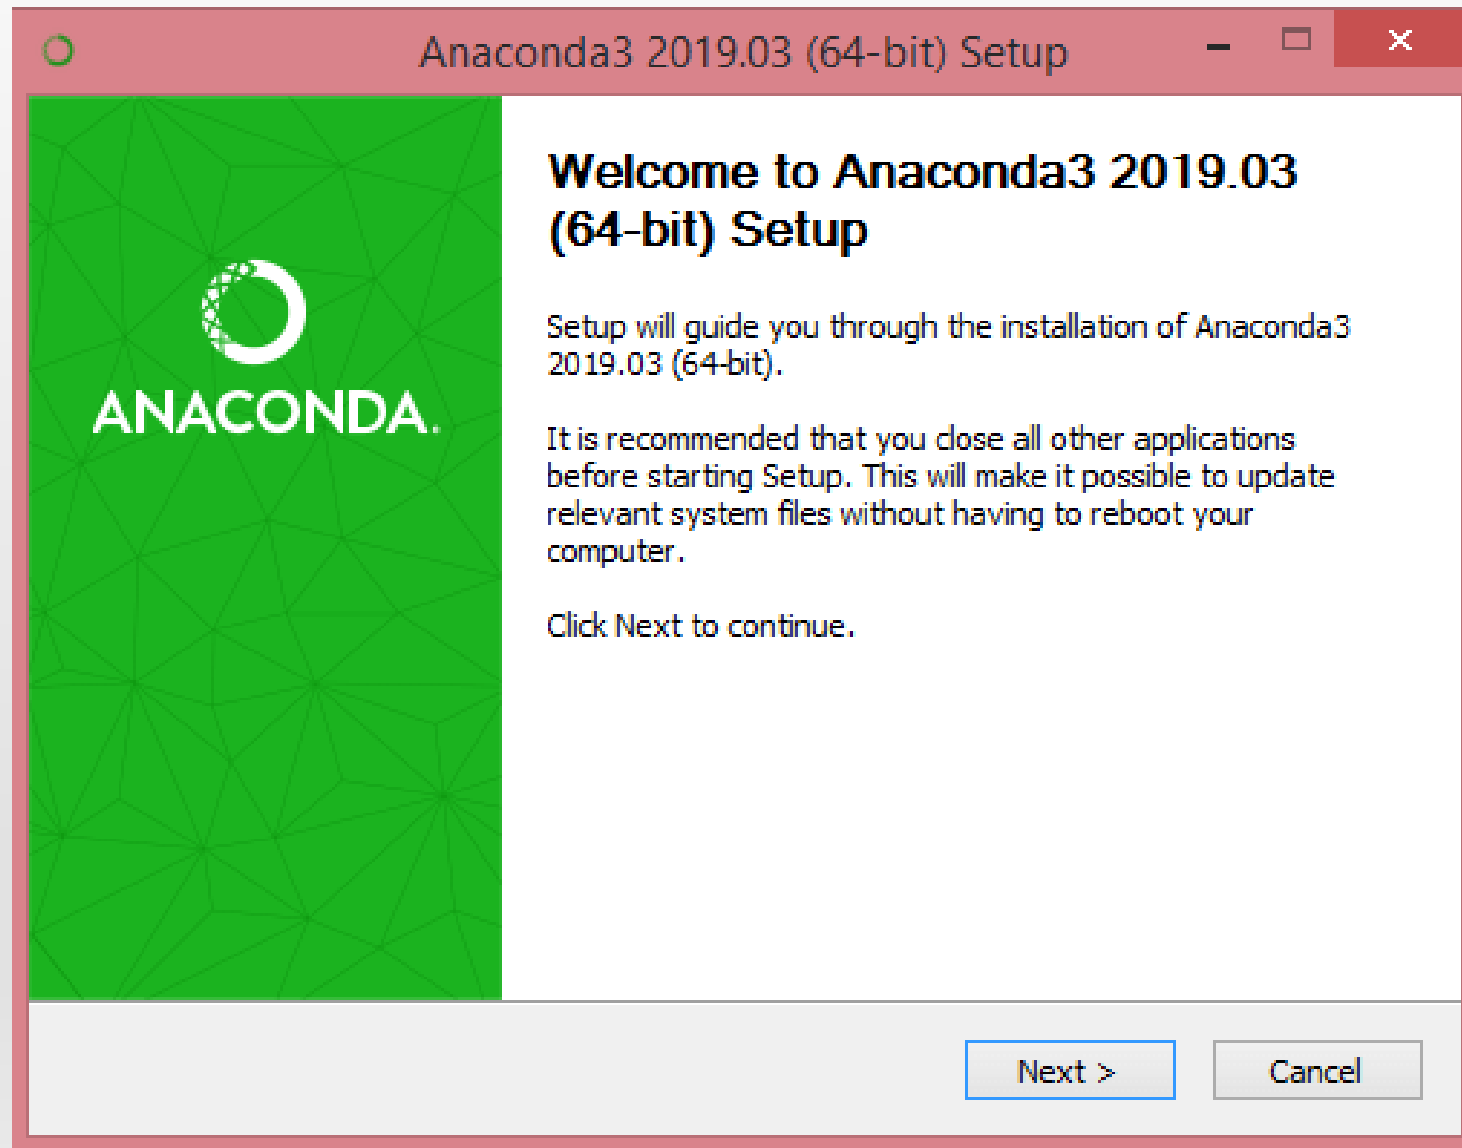 Anaconda3 2019.03 (64-bit) Setup
Welcome to Anaconda3 2019.03
(64-bit) Setup
ANACONDA.
Setup will guide you through the installation of Anaconda3
2019.03 (64-bit).
It is recommended that you close all other applications
before starting Setup. This will make it possible to update
relevant system files without having to reboot your
computer.
Click Next to continue.
Next >
Cancel